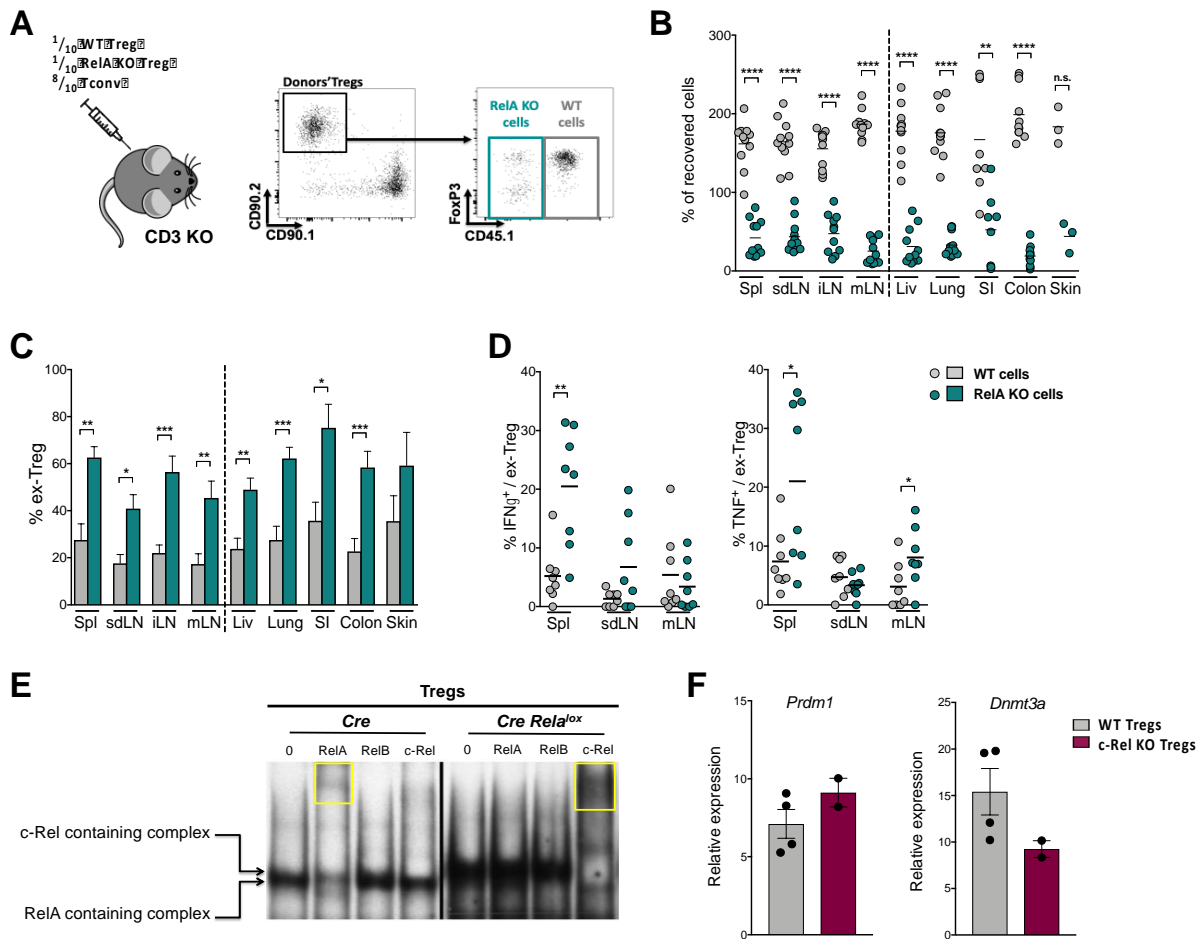 A
1/10 WT Treg
1/10 RelA KO Treg
8/10 Tconv
CD3 KO
Donors'Tregs
CD90.2
CD90.1
RelA KO cells
WT cells
FoxP3
CD45.1
B
% of recovered cells
300
200
100
0
**** **** **** **** **** **** ** **** n.s.
Spl sdLN iLN mLN Liv Lung SI Colon Skin
C
% ex-Treg
100
80
60
40
20
0
** * *** ** ** *** * ***
Spl sdLN iLN mLN Liv Lung SI Colon Skin
D
% IFNg+ / ex-Treg
40
30
20
10
0
**
Spl sdLN mLN
% TNF+ / ex-Treg
40
30
20
10
0
* *
Spl sdLN mLN
WT cells
RelA KO cells
E
Tregs
Cre Cre Relalox
0 RelA RelB c-Rel 0 RelA RelB c-Rel
c-Rel containing complex
RelA containing complex
F
Prdm1
Relative expression
15
10
5
0
Dnmt3a
Relative expression
25
20
15
10
5
0
WT Tregs
c-Rel KO Tregs